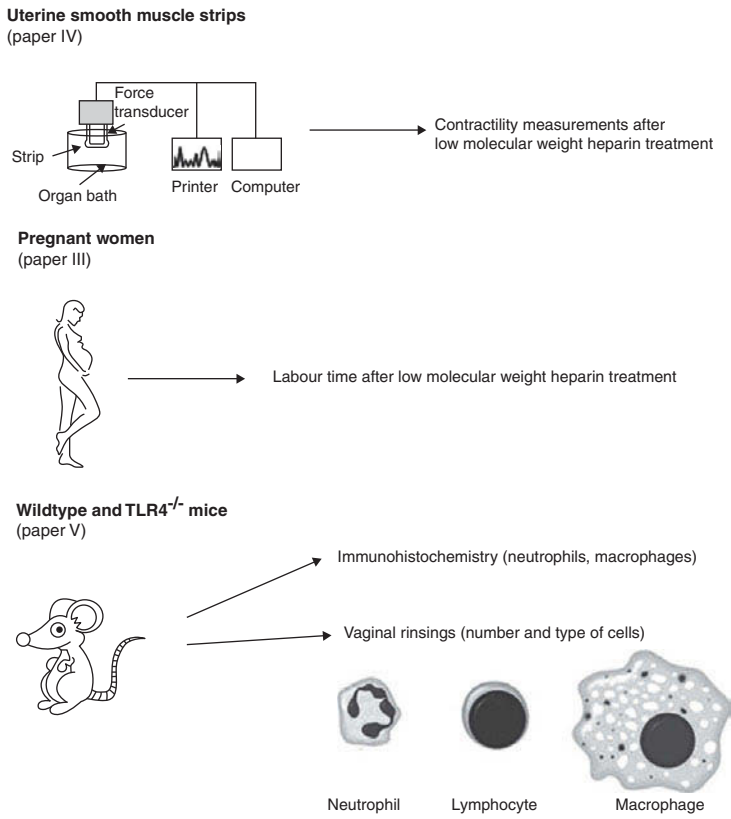 Uterine smooth muscle strips
(paper IV)
Force
transducer
Strip
Organ bath
Printer
Computer
Contractility measurements after
low molecular weight heparin treatment
Pregnant women
(paper III)
Labour time after low molecular weight heparin treatment
Wildtype and TLR4-/- mice
(paper V)
Immunohistochemistry (neutrophils, macrophages)
Vaginal rinsings (number and type of cells)
Neutrophil
Lymphocyte
Macrophage